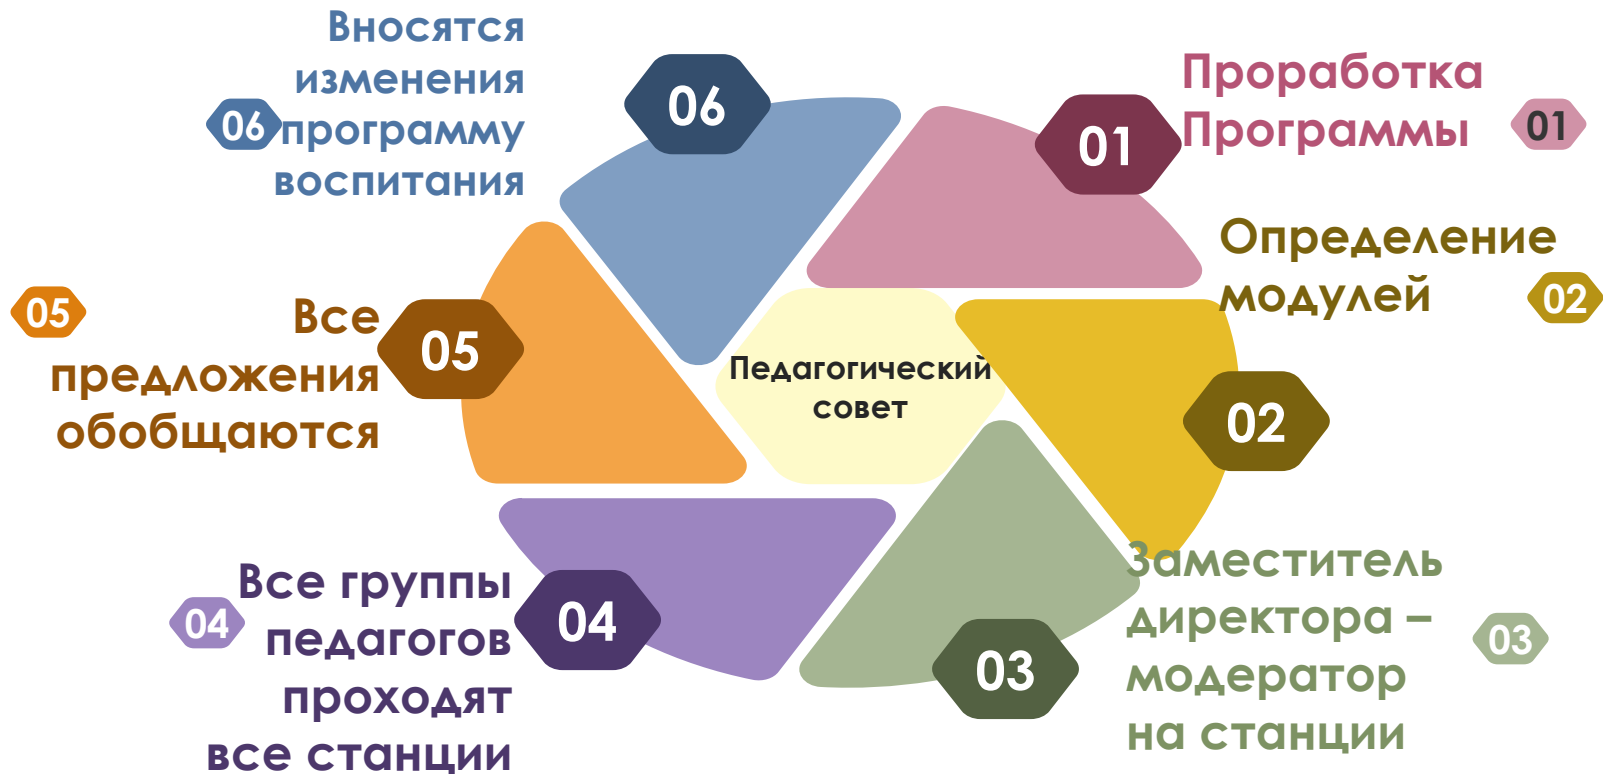 Педагогический
совет
01
Проработка
Программы
01
02
Определение
модулей
02
03
Заместитель
директора –
модератор
на станции
03
04
Все группы
педагогов
проходят
все станции
04
05
Все
предложения
обобщаются
05
06
Вносятся
изменения
программу
воспитания
06